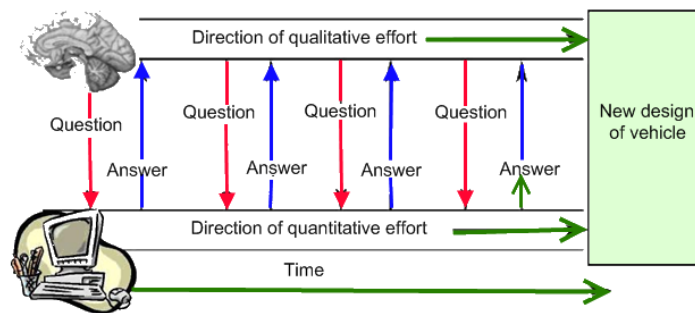 Direction of qualitative effort
Question
Question
Question
Question
New design
of vehicle
Answer
Answer
Answer
Answer
Direction of quantitative effort
Time